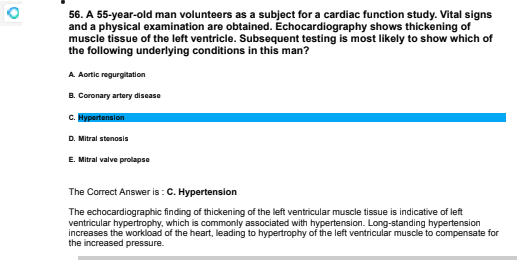 56. A 55-year-old man volunteers as a subject for a cardiac function study. Vital signs
and a physical examination are obtained. Echocardiography shows thickening of
muscle tissue of the left ventricle. Subsequent testing is most likely to show which of
the following underlying conditions in this man?
A. Aortic regurgitation
B. Coronary artery disease
C. Hypertension
D. Mitral stenosis
E. Mitral valve prolapse
The Correct Answer is : C. Hypertension
The echocardiographic finding of thickening of the left ventricular muscle tissue is indicative of left
ventricular hypertrophy, which is commonly associated with hypertension. Long-standing hypertension
increases the workload of the heart, leading to hypertrophy of the left ventricular muscle to compensate for
the increased pressure.